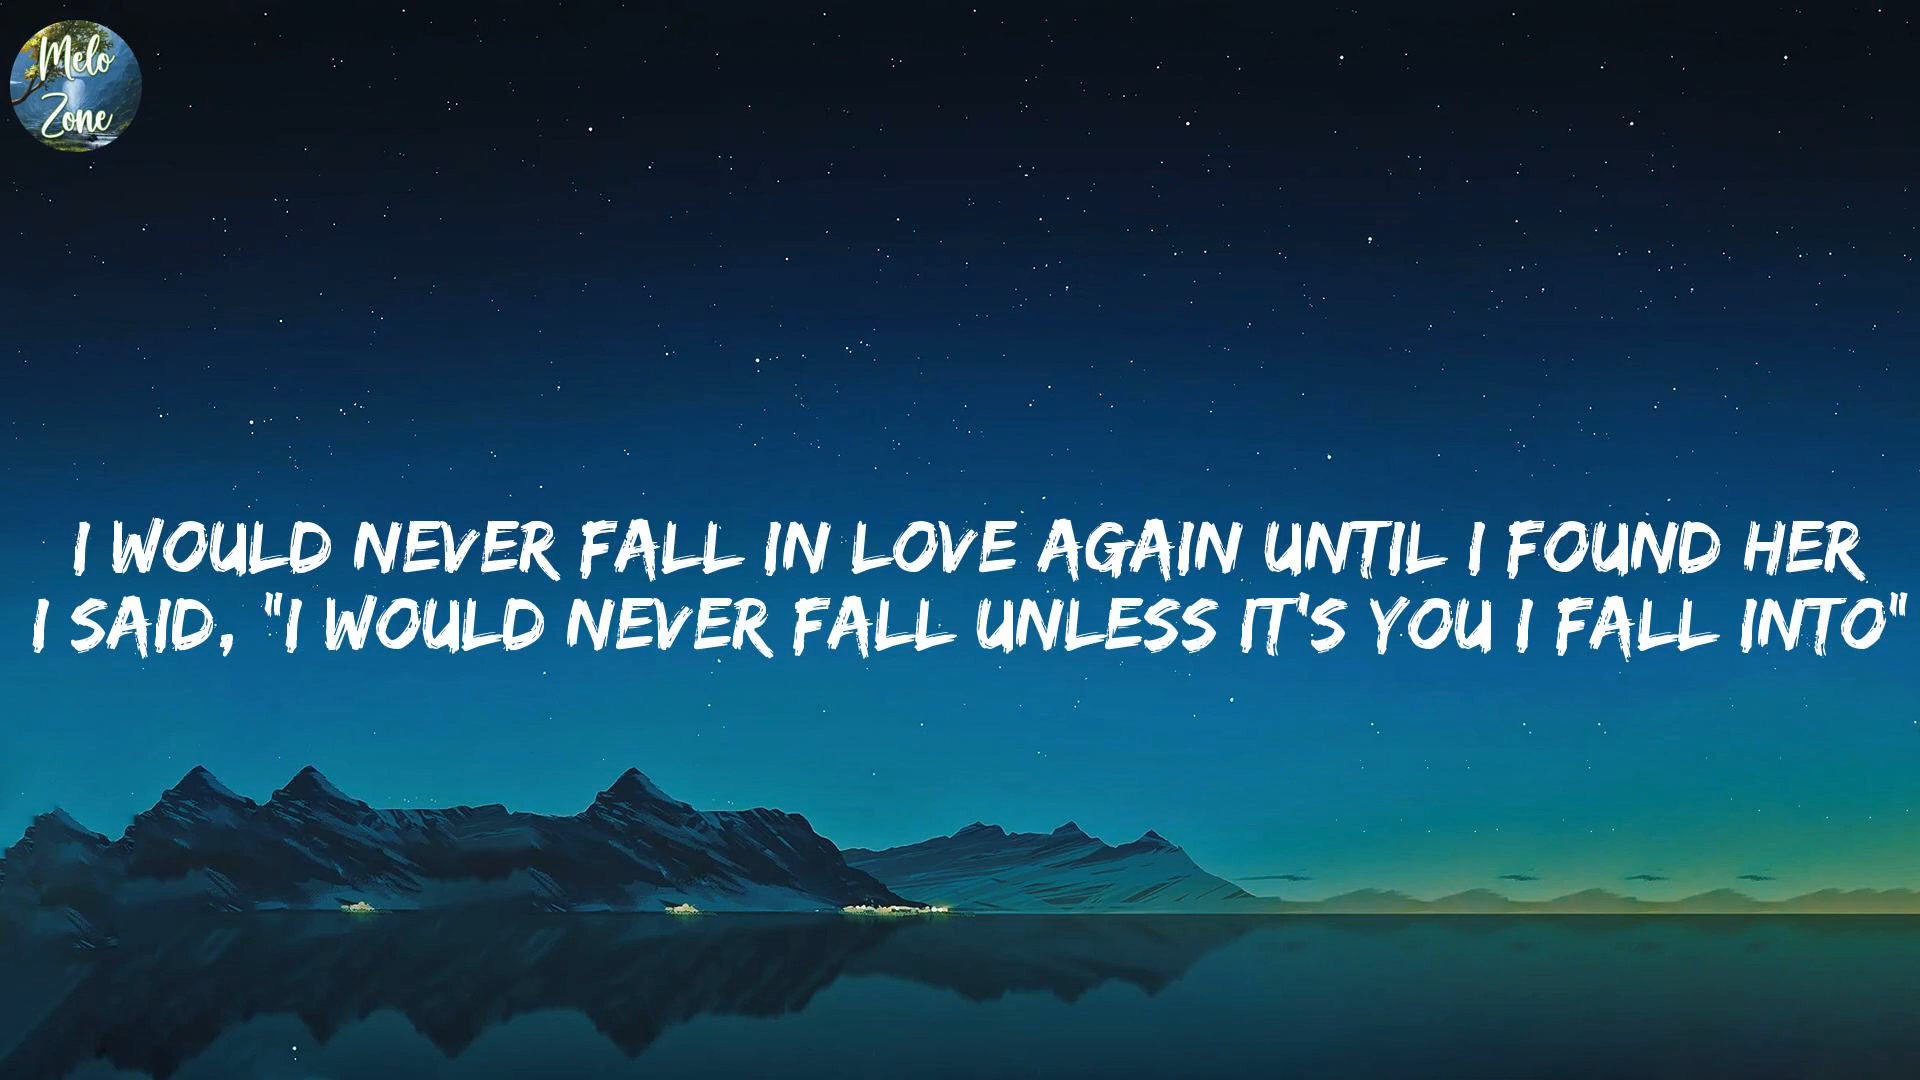 Melo
Zone
I WOULD NEVER FALL IN LOVE AGAIN UNTIL I FOUND HER
I SAID, "I WOULD NEVER FALL UNLESS IT'S YOU I FALL INTO"